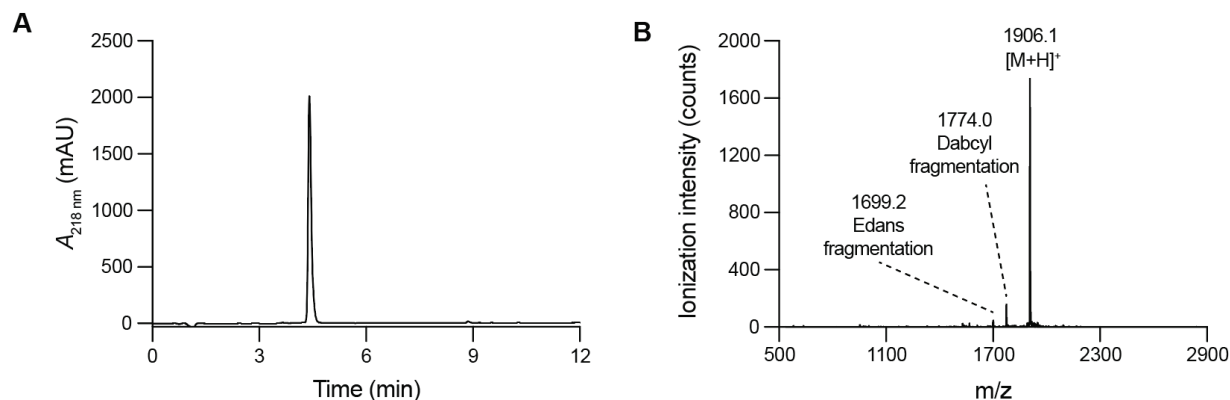 A
2500
2000
1500
1000
500
0
A218 nm (mAU)
0 3 6 9 12
Time (min)
B
2000
1600
1200
800
400
0
Ionization intensity (counts)
1906.1
[M+H]+
1774.0
Dabcyl
fragmentation
1699.2
Edans
fragmentation
500 1100 1700 2300 2900
m/z